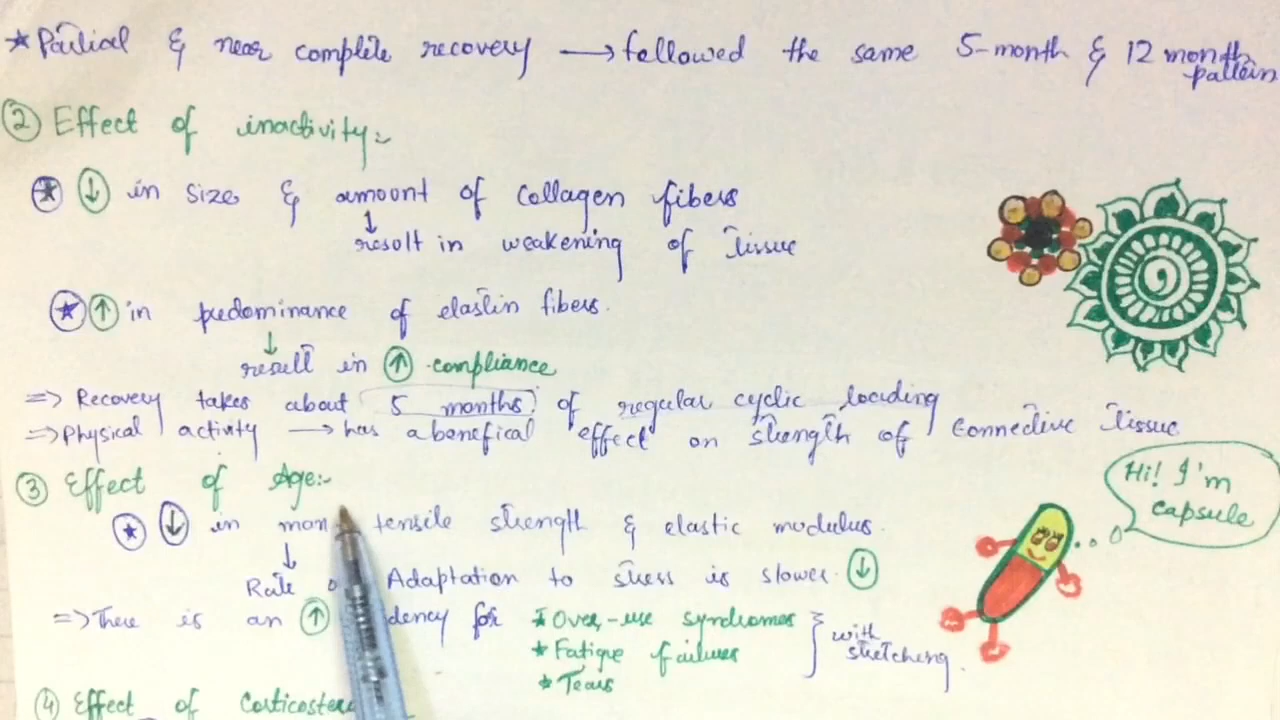 ★ Partial & near complete recovery → followed the same 5-month & 12 month pattern
② Effect of inactivity:-
★ ↓ in size & amount of collagen fibers
↓
result in weakening of tissue
★ ↑ in predominance of elastin fibers.
↓
result in ↑ compliance
=> Recovery takes about 5 months of regular cyclic loading
=> Physical activity → has a benefical effect on strength of Connective Tissue
③ Effect of Age:-
★ ↓ in tensile strength & elastic modulus.
↓
Rate Adaptation to stress is slower ↓
=> There is an ↑ for ★ Over-use syndromes
★ Fatigue failures
★ Tears
} with stretching.
④ Effect of
Hi! I'm
capsule